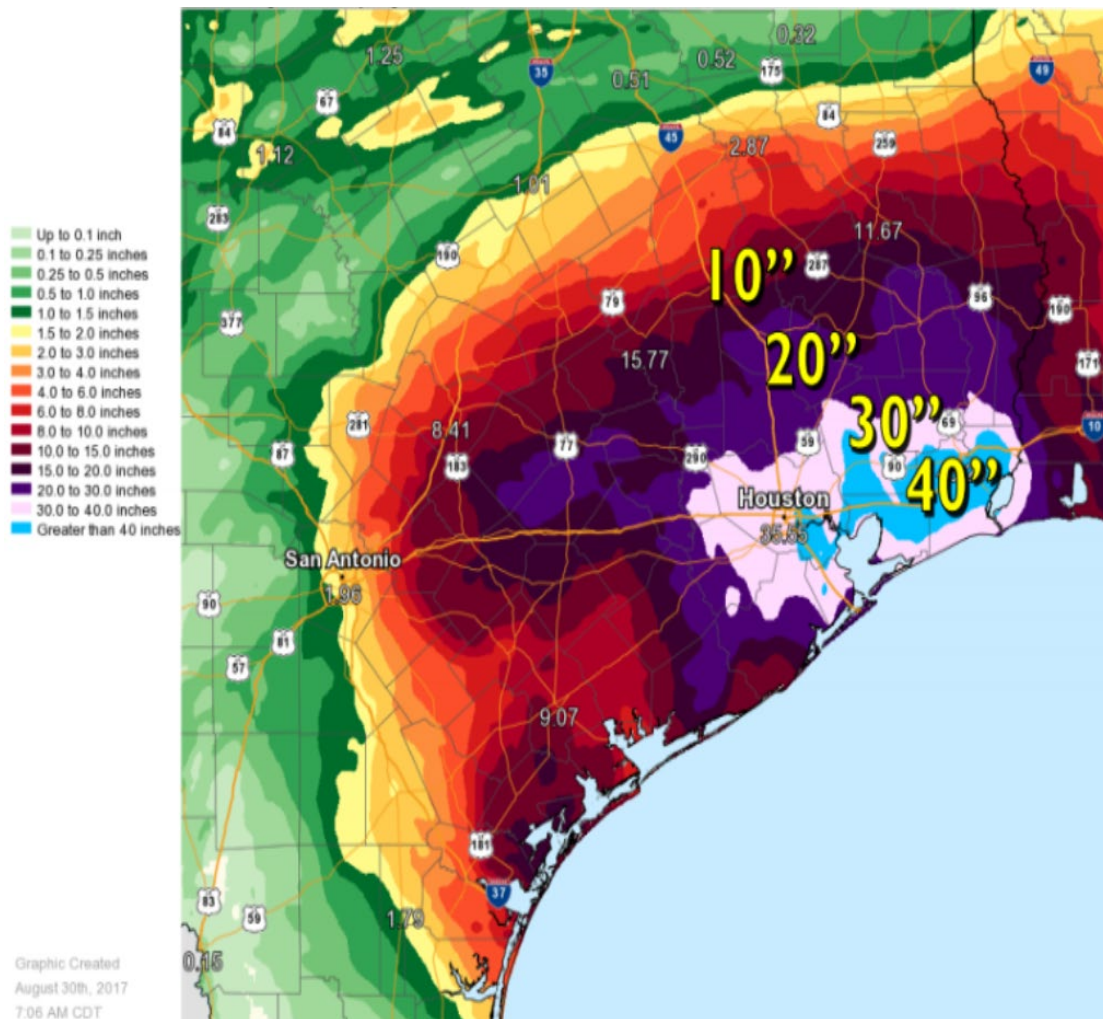 Up to 0.1 inch
0.1 to 0.25 inches
0.25 to 0.5 inches
0.5 to 1.0 inches
1.0 to 1.5 inches
1.5 to 2.0 inches
2.0 to 3.0 inches
3.0 to 4.0 inches
4.0 to 6.0 inches
6.0 to 8.0 inches
8.0 to 10.0 inches
10.0 to 15.0 inches
15.0 to 20.0 inches
20.0 to 30.0 inches
30.0 to 40.0 inches
Greater than 40 inches
Graphic Created
August 30th, 2017
7:06 AM CDT
0.32
1.25
0.52
35
175
49
0.51
67
84
84
45
259
2.87
1.12
1.01
283
11.67
190
287
10”
96
79
190
377
20”
15.77
171
281
30”
69
10
8.41
77
59
87
183
290
90
40”
Houston
35.55
San Antonio
1.96
90
81
57
9.07
181
37
83
59
1.79
0.15